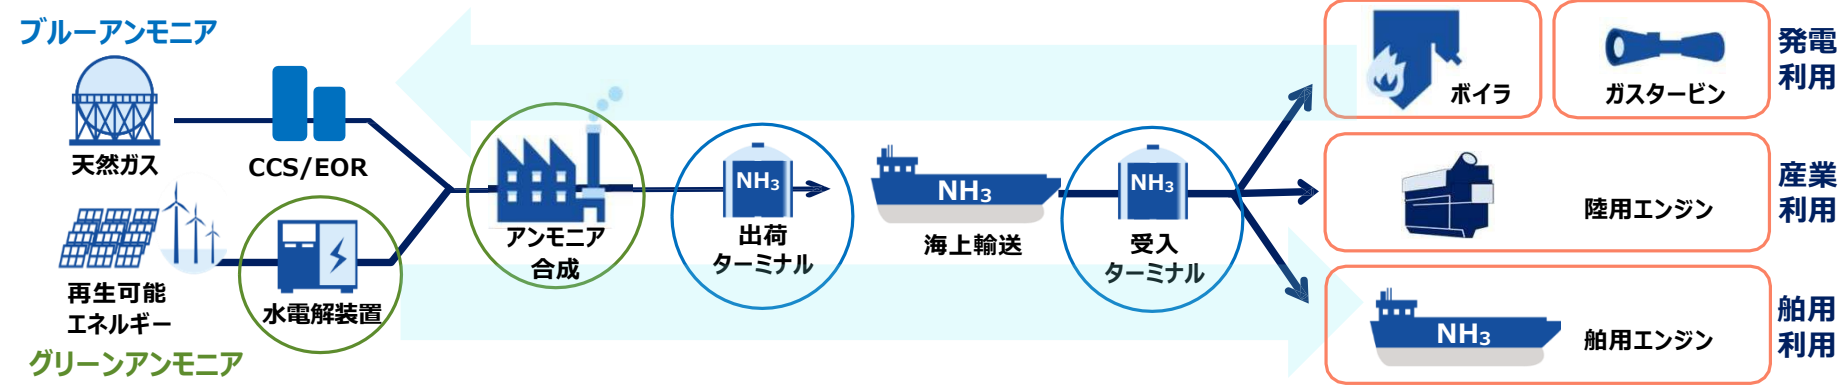 ブルーアンモニア
天然ガス
CCS/EOR
再生可能
エネルギー
グリーンアンモニア
水電解装置
アンモニア
合成
NH₃
出荷
ターミナル
NH₃
海上輸送
NH₃
受入
ターミナル
ボイラ
ガスタービン
発電
利用
陸用エンジン
産業
利用
NH₃
舶用エンジン
舶用
利用